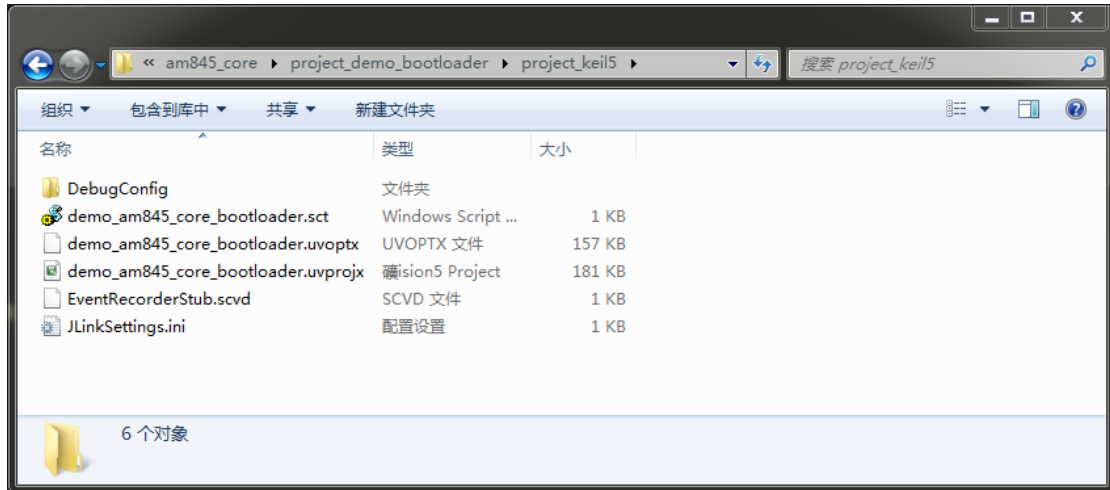 « am845_core ▸ project_demo_bootloader ▸ project_keil5 ▸ 搜索 project_keil5
组织 包含到库中 共享 新建文件夹
名称 类型 大小
DebugConfig 文件夹
demo_am845_core_bootloader.sct Windows Script ... 1 KB
demo_am845_core_bootloader.uvoptx UVOPTX 文件 157 KB
demo_am845_core_bootloader.uvprojx 礦ision5 Project 181 KB
EventRecorderStub.scvd SCVD 文件 1 KB
JLinkSettings.ini 配置设置 1 KB
6 个对象